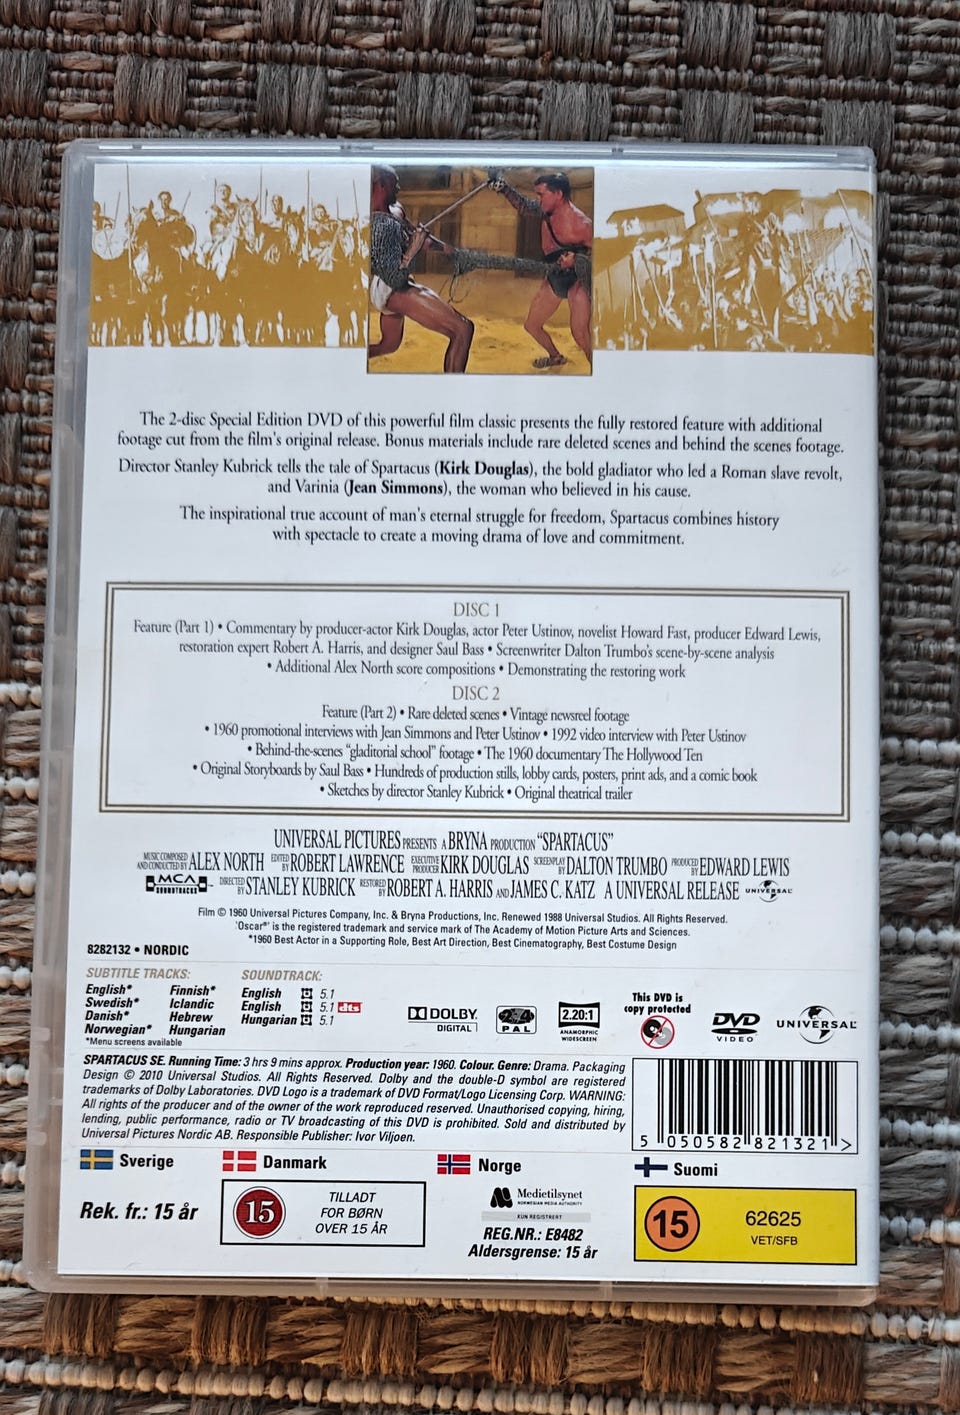 The 2-disc Special Edition DVD of this powerful film classic presents the fully restored feature with additional
footage cut from the film's original release. Bonus materials include rare deleted scenes and behind the scenes footage.
Director Stanley Kubrick tells the tale of Spartacus (Kirk Douglas), the bold gladiator who led a Roman slave revolt,
and Varinia (Jean Simmons), the woman who believed in his cause.
The inspirational true account of man's eternal struggle for freedom, Spartacus combines history
with spectacle to create a moving drama of love and commitment.
DISC 1
Feature (Part 1) • Commentary by producer-actor Kirk Douglas, actor Peter Ustinov, novelist Howard Fast, producer Edward Lewis,
restoration expert Robert A. Harris, and designer Saul Bass • Screenwriter Dalton Trumbo's scene-by-scene analysis
• Additional Alex North score compositions • Demonstrating the restoring work
DISC 2
Feature (Part 2) • Rare deleted scenes • Vintage newsreel footage
• 1960 promotional interviews with Jean Simmons and Peter Ustinov • 1992 video interview with Peter Ustinov
• Behind-the-scenes "gladitorial school" footage • The 1960 documentary The Hollywood Ten
• Original Storyboards by Saul Bass • Hundreds of production stills, lobby cards, posters, print ads, and a comic book
• Sketches by director Stanley Kubrick • Original theatrical trailer
UNIVERSAL PICTURES PRESENTS A BRYNA PRODUCTION "SPARTACUS"
MUSIC COMPOSED AND CONDUCTED BY ALEX NORTH EDITED BY ROBERT LAWRENCE EXECUTIVE PRODUCER KIRK DOUGLAS SCREENPLAY BY DALTON TRUMBO PRODUCED BY EDWARD LEWIS
MCA SOUNDTRACKS DIRECTED BY STANLEY KUBRICK RESTORED BY ROBERT A. HARRIS AND JAMES C. KATZ A UNIVERSAL RELEASE UNIVERSAL
Film © 1960 Universal Pictures Company, Inc. & Bryna Productions, Inc. Renewed 1988 Universal Studios. All Rights Reserved.
'Oscar®' is the registered trademark and service mark of The Academy of Motion Picture Arts and Sciences.
*1960 Best Actor in a Supporting Role, Best Art Direction, Best Cinematography, Best Costume Design
8282132 • NORDIC
SUBTITLE TRACKS:
English* Finnish*
Swedish* Iclandic
Danish* Hebrew
Norwegian* Hungarian
*Menu screens available
SOUNDTRACK:
English 5.1
English 5.1 dts
Hungarian 5.1
DOLBY
DIGITAL
2 4
PAL
2.20:1
ANAMORPHIC
WIDESCREEN
This DVD is
copy protected
DVD
VIDEO
UNIVERSAL
SPARTACUS SE. Running Time: 3 hrs 9 mins approx. Production year: 1960. Colour. Genre: Drama. Packaging
Design © 2010 Universal Studios. All Rights Reserved. Dolby and the double-D symbol are registered
trademarks of Dolby Laboratories. DVD Logo is a trademark of DVD Format/Logo Licensing Corp. WARNING:
All rights of the producer and of the owner of the work reproduced reserved. Unauthorised copying, hiring,
lending, public performance, radio or TV broadcasting of this DVD is prohibited. Sold and distributed by
Universal Pictures Nordic AB. Responsible Publisher: Ivor Viljoen.
5 050582 821321 >
Sverige
Rek. fr.: 15 år
Danmark
15
TILLADT
FOR BØRN
OVER 15 ÅR
Norge
Medietilsynet
NORWEGIAN MEDIA AUTHORITY
KUN REGISTRERT
REG.NR.: E8482
Aldersgrense: 15 år
Suomi
15
62625
VET/SFB